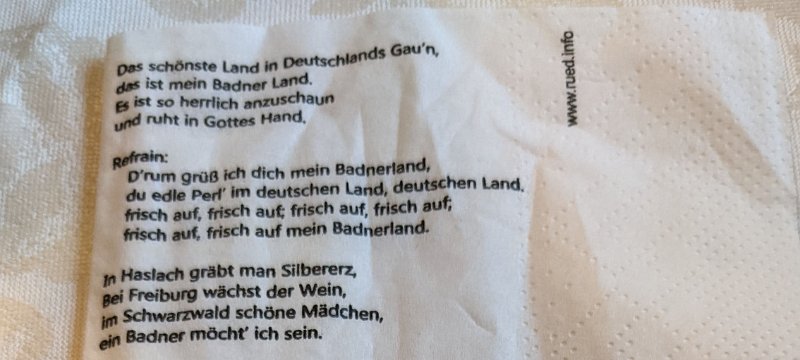 Das schönste Land in Deutschlands Gau'n,
das ist mein Badner Land.
Es ist so herrlich anzuschaun
und ruht in Gottes Hand.
Refrain:
D'rum grüß ich dich mein Badnerland,
du edle Perl' im deutschen Land, deutschen Land.
frisch auf, frisch auf; frisch auf, frisch auf;
frisch auf, frisch auf mein Badnerland.
In Haslach gräbt man Silbererz,
Bei Freiburg wächst der Wein,
im Schwarzwald schöne Mädchen,
ein Badner möcht' ich sein.
www.rued.info